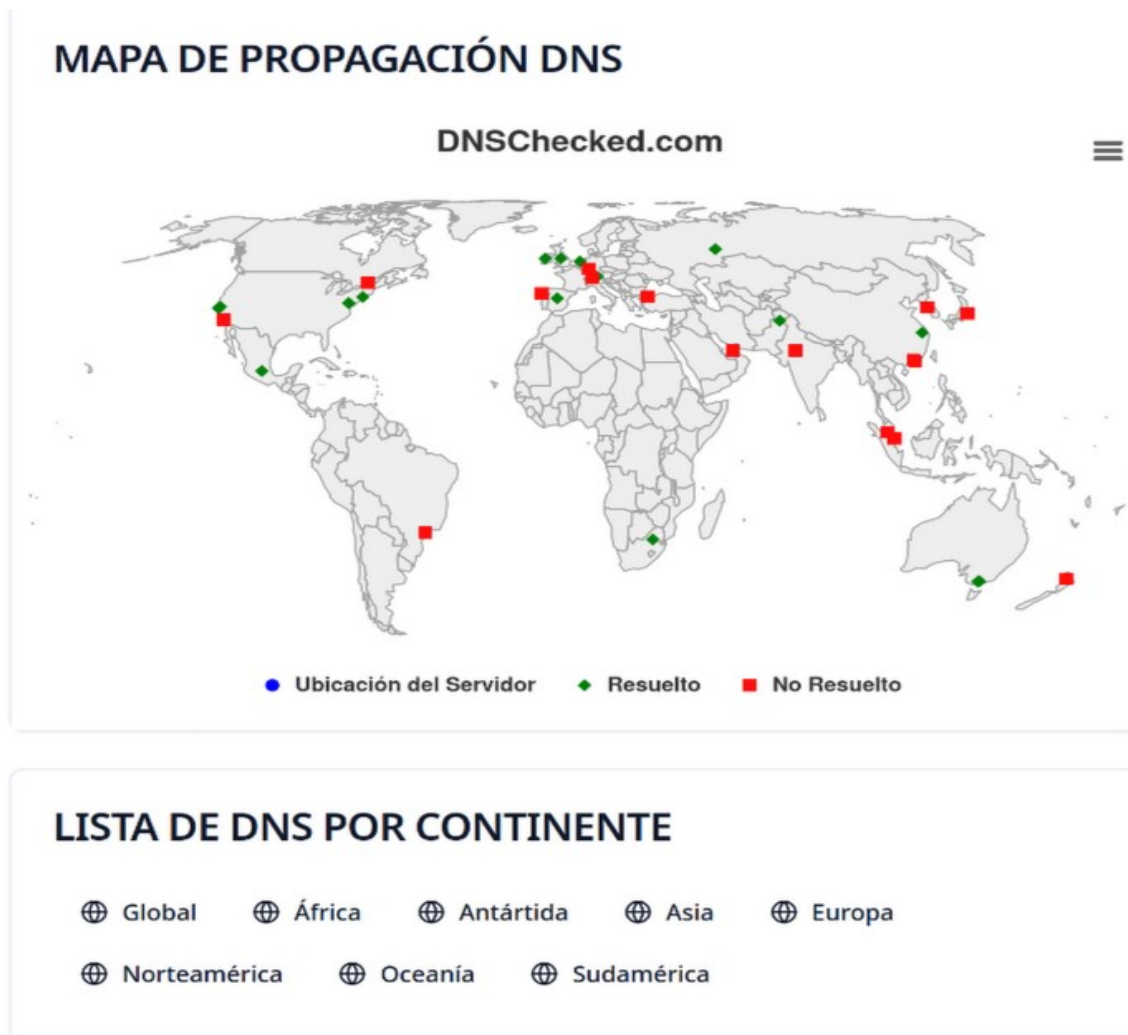 MAPA DE PROPAGACIÓN DNS
DNSChecked.com
Ubicación del Servidor Resuelto No Resuelto
LISTA DE DNS POR CONTINENTE
Global África Antártida Asia Europa
Norteamérica Oceanía Sudamérica